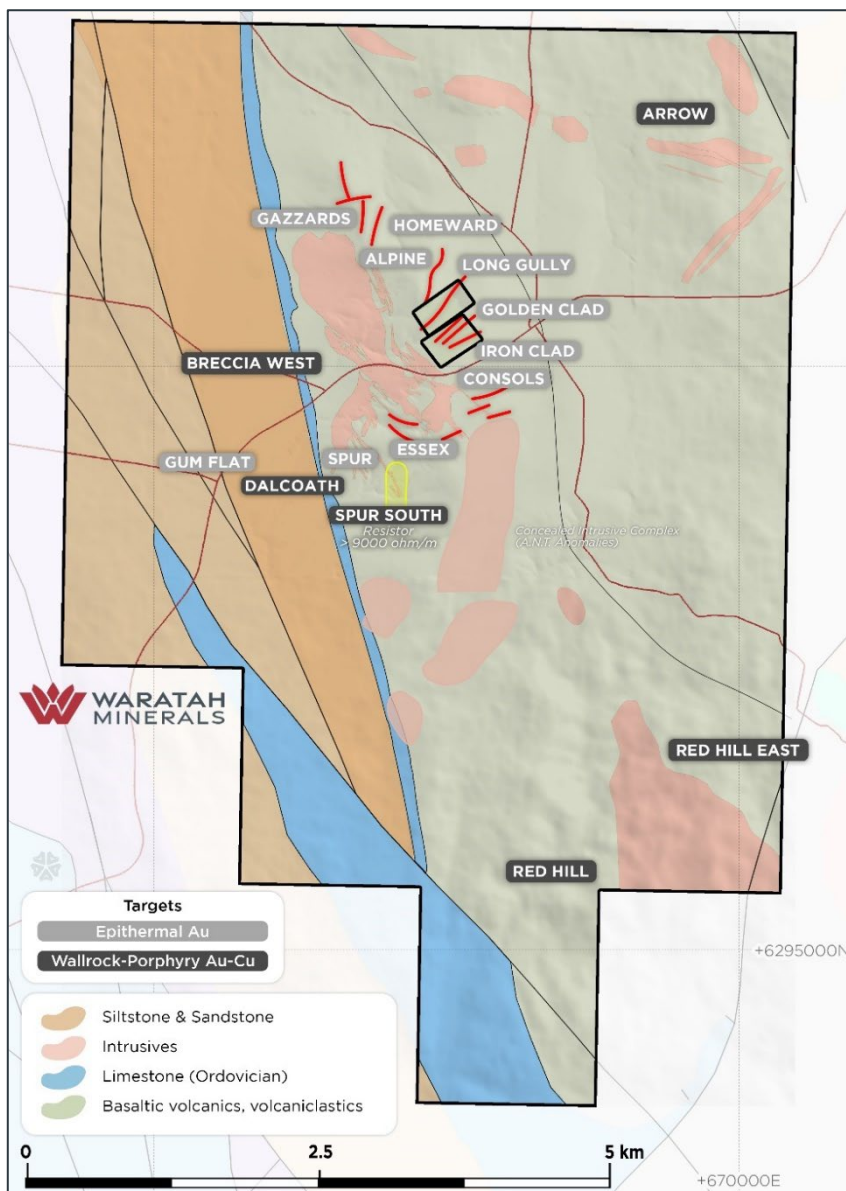 ARROW
GAZZARDS
HOMEWARD
ALPINE
LONG GULLY
GOLDEN CLAD
IRON CLAD
BRECCIA WEST
CONSOLS
ESSEX
SPUR
GUM FLAT
DALCOATH
SPUR SOUTH
Resistor
> 9000 ohm/m
Concealed Intrusive Complex
(A.N.T. Anomalies)
WARATAH
MINERALS
RED HILL EAST
RED HILL
Targets
Epithermal Au
Wallrock-Porphyry Au-Cu
+6295000N
Siltstone & Sandstone
Intrusives
Limestone (Ordovician)
Basaltic volcanics, volcaniclastics
0 2.5 5 km
+670000E